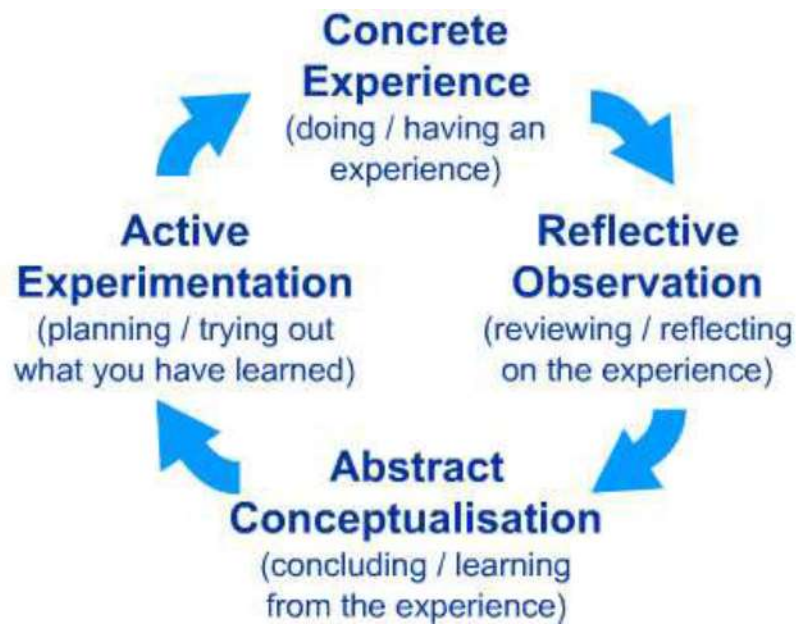 Concrete
Experience
(doing / having an
experience)
Reflective
Observation
(reviewing / reflecting
on the experience)
Abstract
Conceptualisation
(concluding / learning
from the experience)
Active
Experimentation
(planning / trying out
what you have learned)